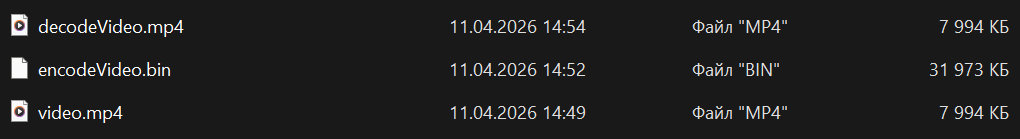 decodeVideo.mp4 11.04.2026 14:54 Файл "MP4" 7 994 КБ
encodeVideo.bin 11.04.2026 14:52 Файл "BIN" 31 973 КБ
video.mp4 11.04.2026 14:49 Файл "MP4" 7 994 КБ